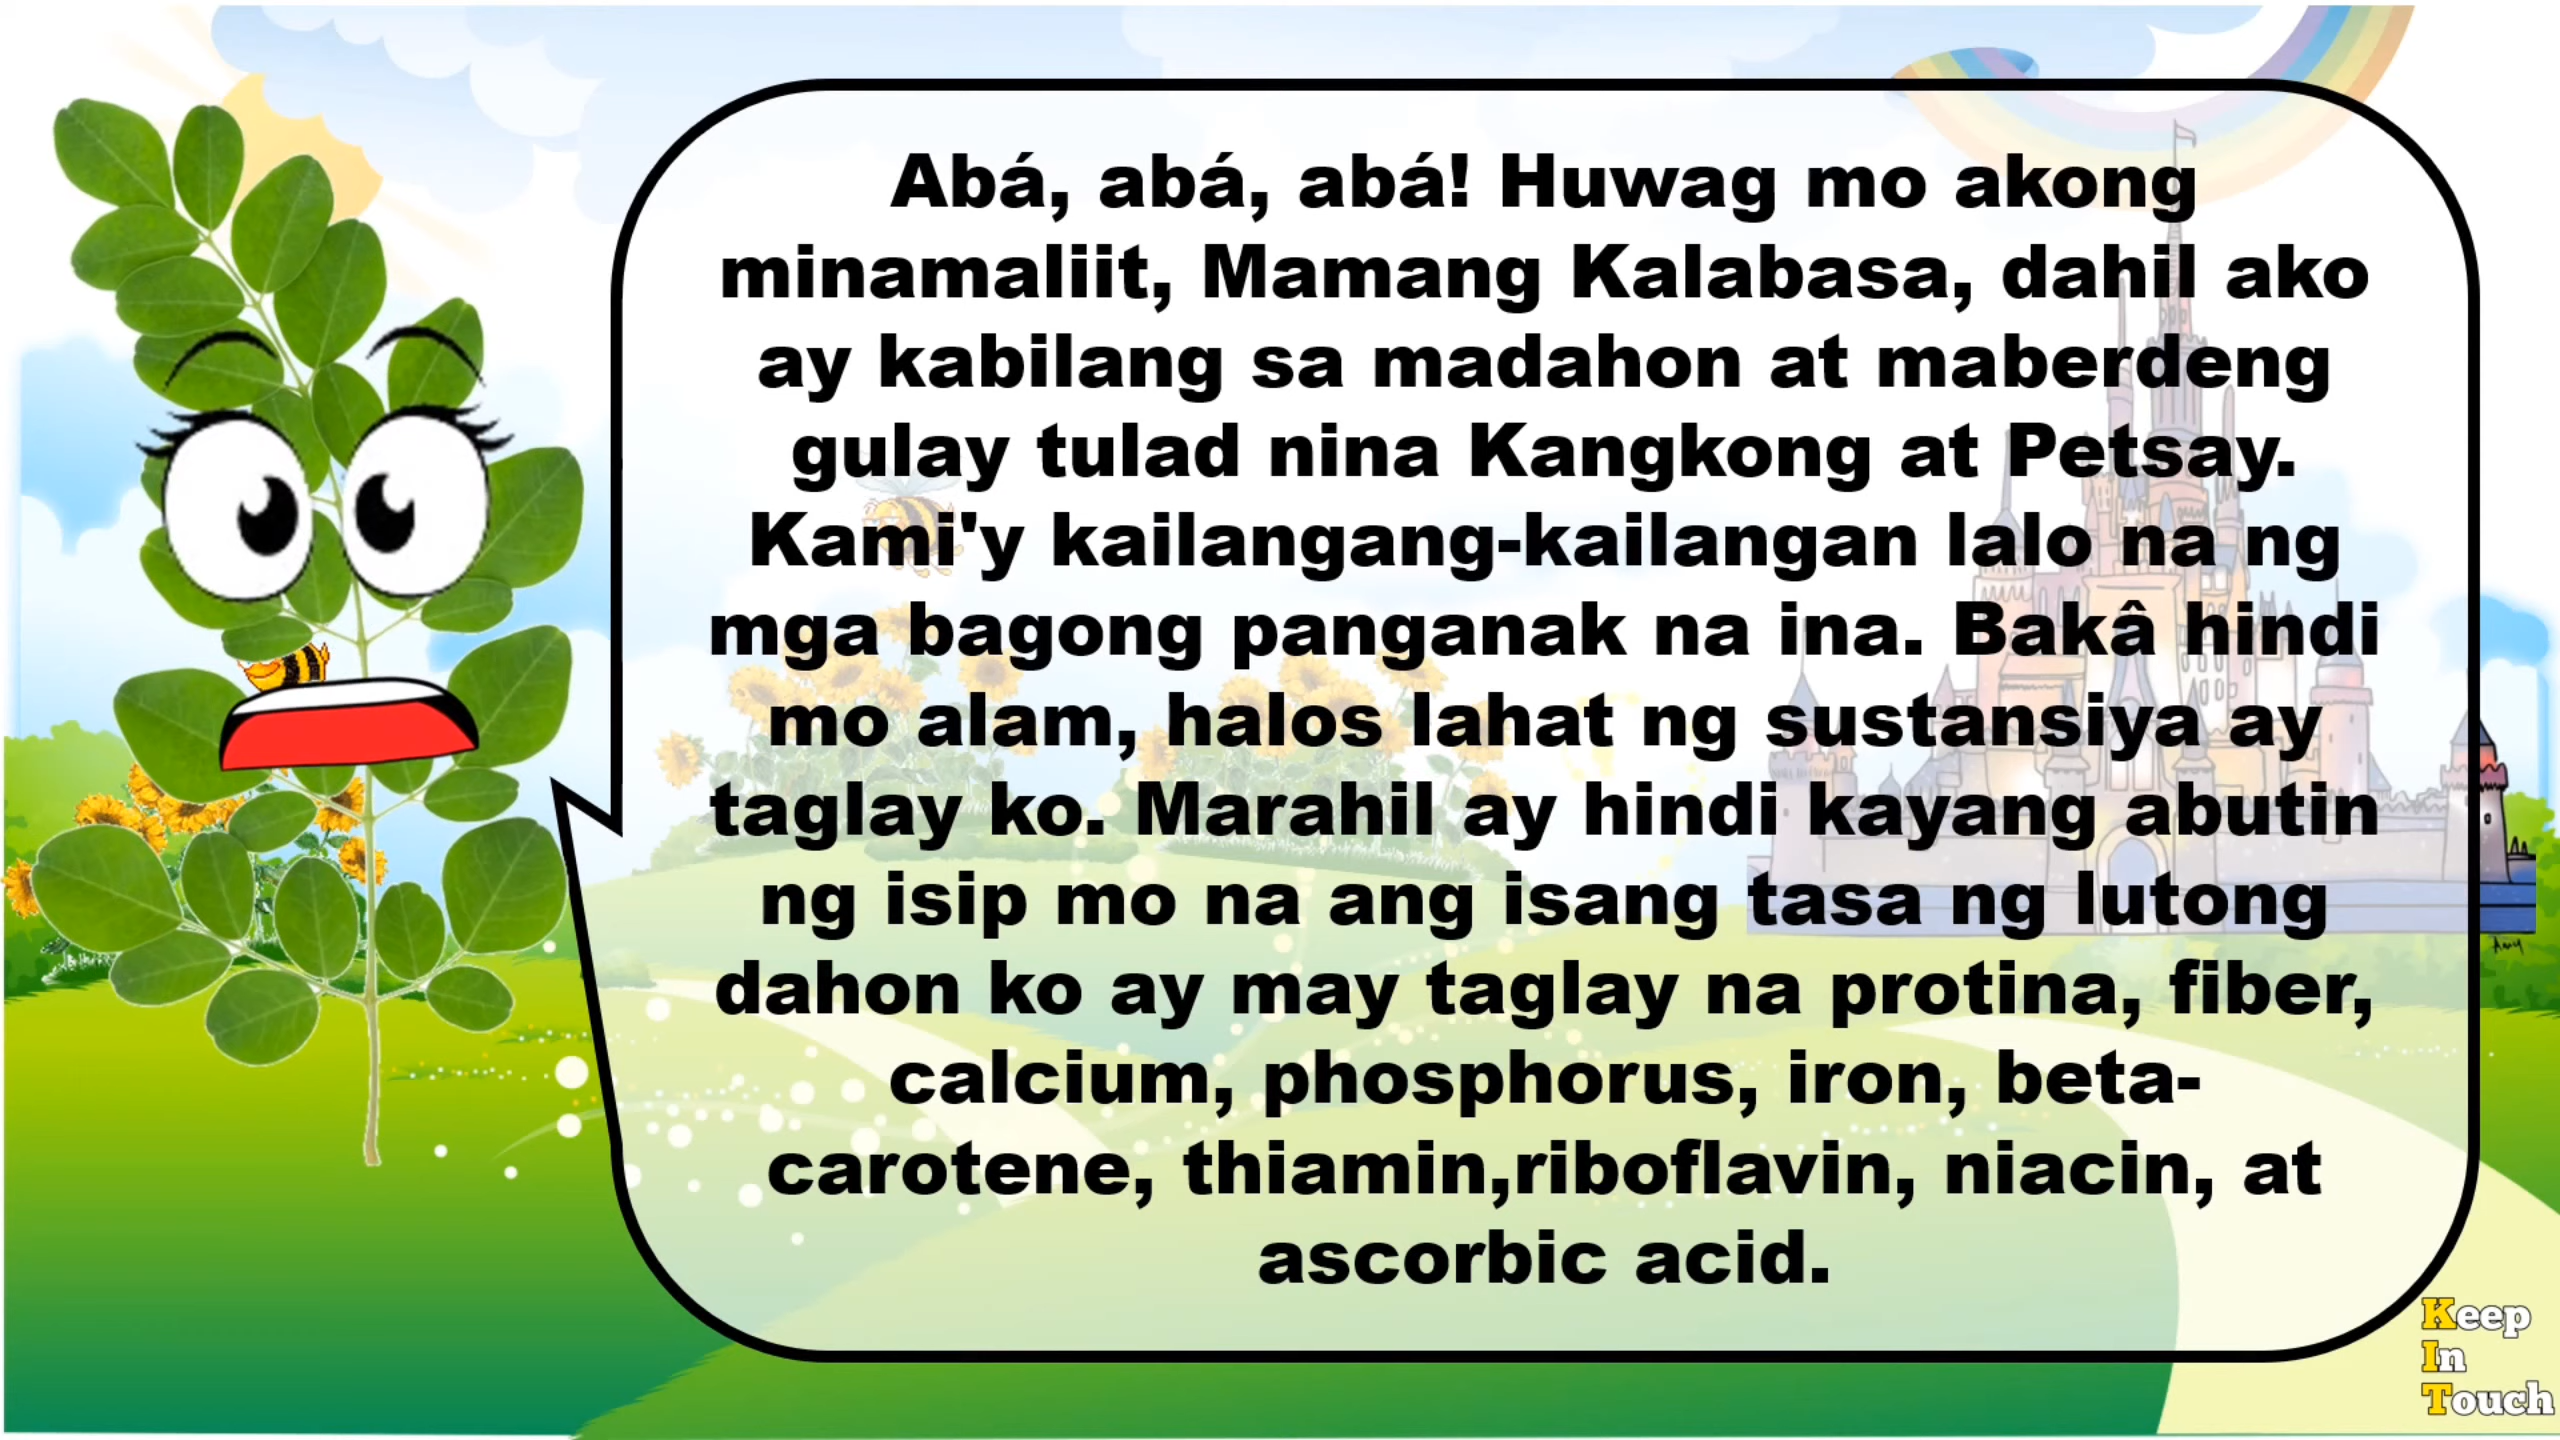 Abá, abá, abá! Huwag mo akong
minamaliit, Mamang Kalabasa, dahil ako
ay kabilang sa madahon at maberdeng
gulay tulad nina Kangkong at Petsay.
Kami'y kailangang-kailangan lalo na ng
mga bagong panganak na ina. Bakâ hindi
mo alam, halos lahat ng sustansiya ay
taglay ko. Marahil ay hindi kayang abutin
ng isip mo na ang isang tasa ng lutong
dahon ko ay may taglay na protina, fiber,
calcium, phosphorus, iron, beta-
carotene, thiamin,riboflavin, niacin, at
ascorbic acid.
Keep
In
Touch